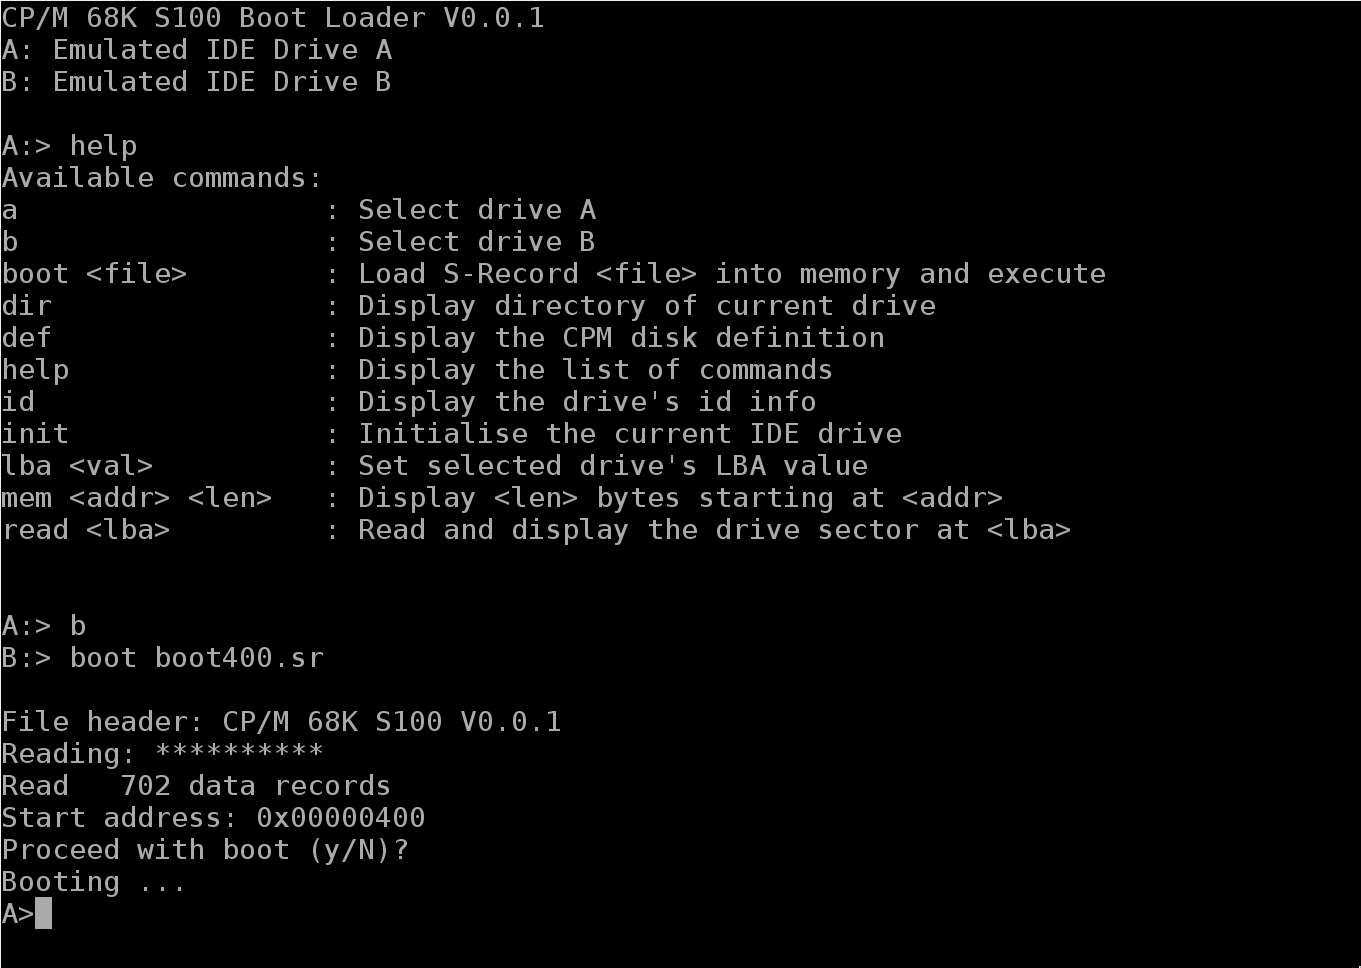 CP/M 68K S100 Boot Loader V0.0.1
A: Emulated IDE Drive A
B: Emulated IDE Drive B
A:> help
Available commands:
a                  : Select drive A
b                  : Select drive B
boot <file>        : Load S-Record <file> into memory and execute
dir                : Display directory of current drive
def                : Display the CPM disk definition
help               : Display the list of commands
id                 : Display the drive's id info
init               : Initialise the current IDE drive
lba <val>          : Set selected drive's LBA value
mem <addr> <len>   : Display <len> bytes starting at <addr>
read <lba>         : Read and display the drive sector at <lba>
A:> b
B:> boot boot400.sr
File header: CP/M 68K S100 V0.0.1
Reading: **********
Read   702 data records
Start address: 0x00000400
Proceed with boot (y/N)?
Booting ...
A>